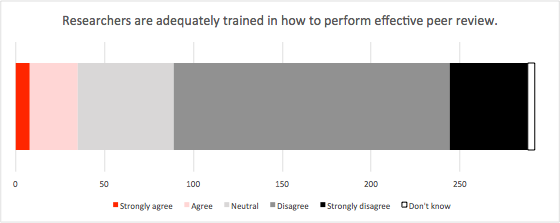 Researchers are adequately trained in how to perform effective peer review.
0 50 100 150 200 250
Strongly agree Agree Neutral Disagree Strongly disagree Don't know